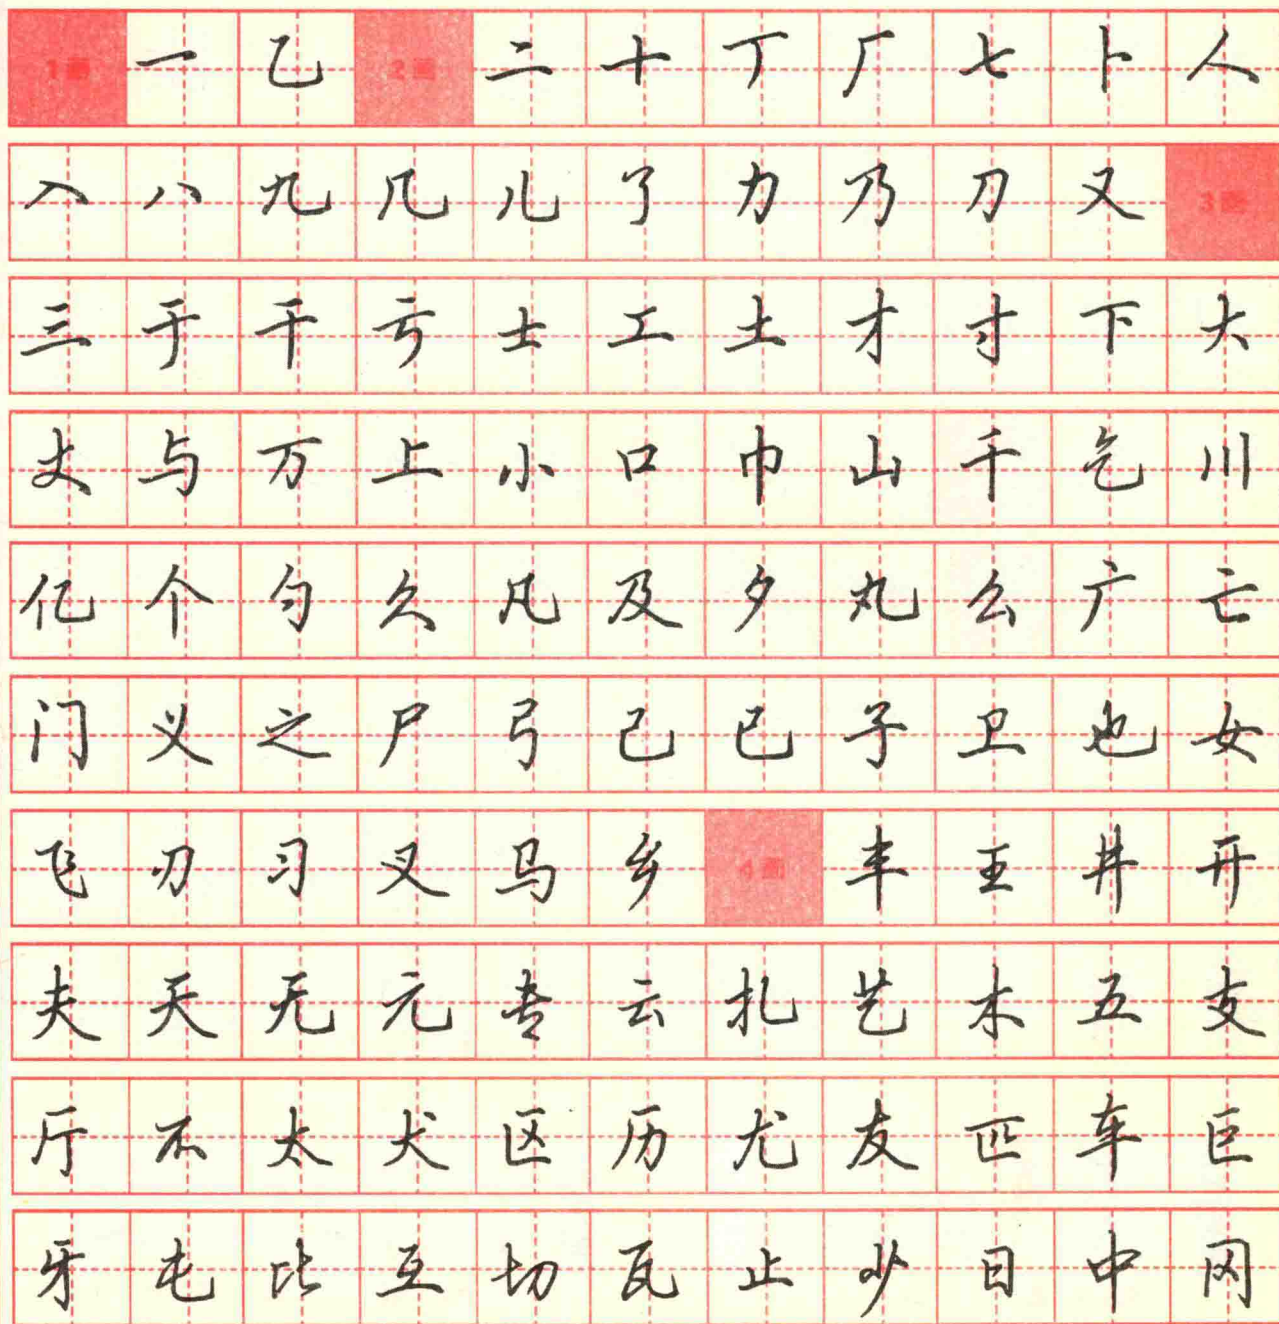 1画 一 乙 2画 二 十 丁 厂 七 卜 人
入 八 九 几 儿 了 力 乃 刀 又 3画
三 于 干 亏 士 工 土 才 寸 下 大
丈 与 万 上 小 口 巾 山 千 乞 川
亿 个 匀 久 凡 及 夕 丸 么 广 亡
门 义 之 尸 弓 己 已 子 卫 也 女
飞 刃 习 叉 马 乡 4画 丰 王 井 开
夫 天 无 元 专 云 扎 艺 木 五 支
厅 不 太 犬 区 历 尤 友 匹 车 巨
牙 屯 比 互 切 瓦 止 少 日 中 冈